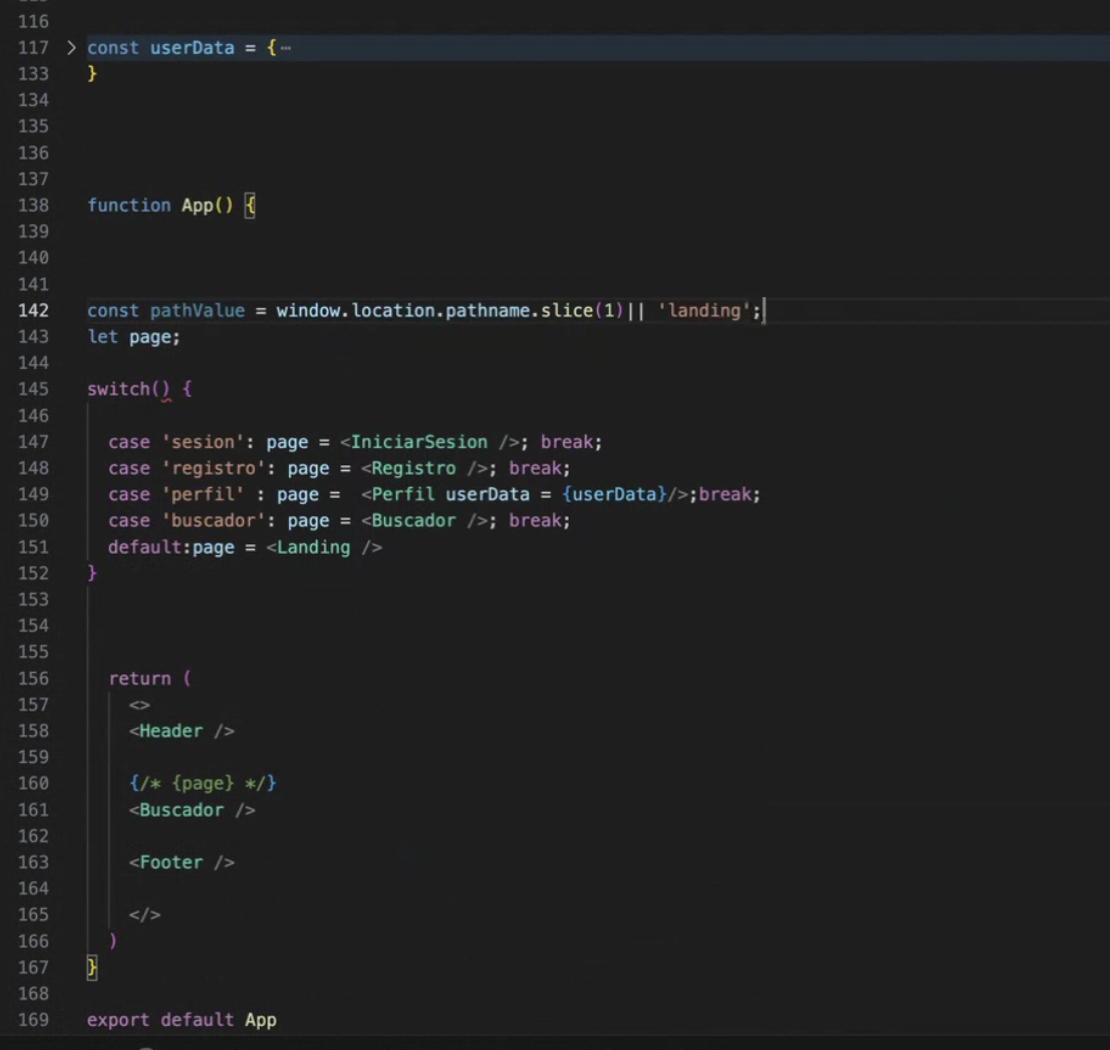 116
117 const userData = {⋯
133 }
134
135
136
137
138 function App() {
139
140
141
142 const pathValue = window.location.pathname.slice(1)|| 'landing';
143 let page;
144
145 switch() {
146
147 case 'sesion': page = <IniciarSesion />; break;
148 case 'registro': page = <Registro />; break;
149 case 'perfil' : page =  <Perfil userData = {userData}/>;break;
150 case 'buscador': page = <Buscador />; break;
151 default:page = <Landing />
152 }
153
154
155
156 return (
157 <>
158 <Header />
159
160 {/* {page} */}
161 <Buscador />
162
163 <Footer />
164
165 </>
166 )
167 }
168
169 export default App